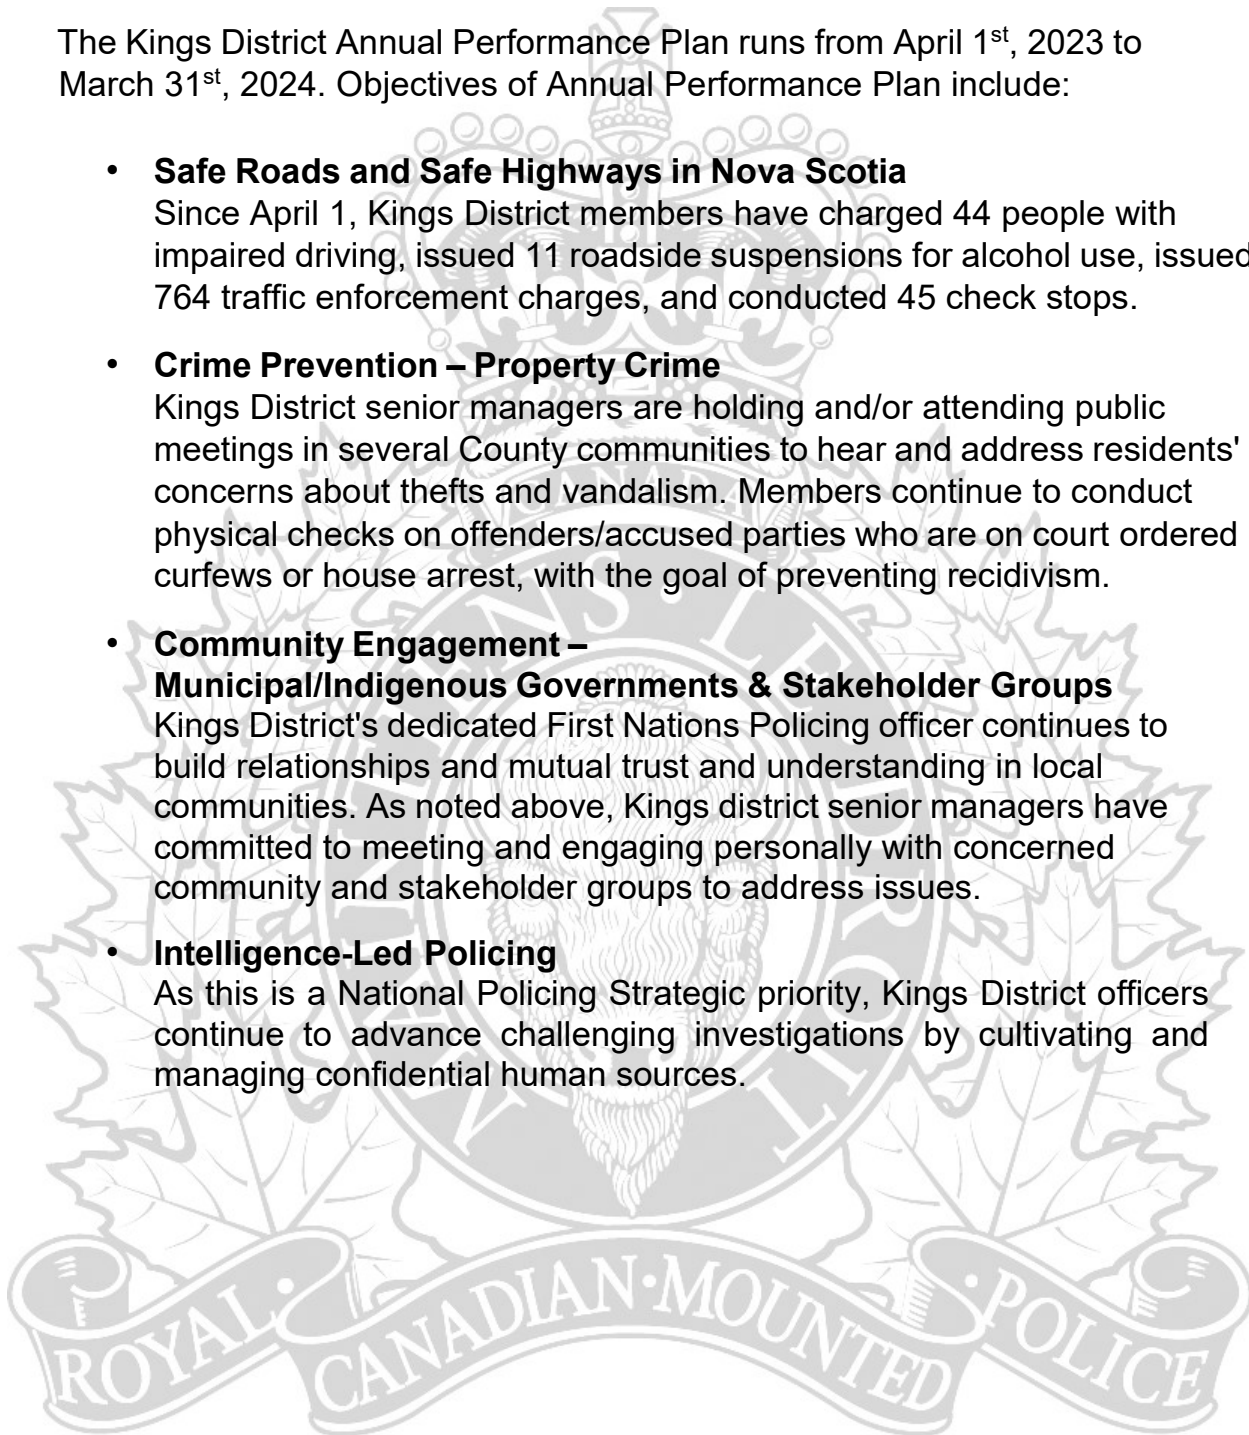 The Kings District Annual Performance Plan runs from April 1st, 2023 to
March 31st, 2024. Objectives of Annual Performance Plan include:
• Safe Roads and Safe Highways in Nova Scotia
Since April 1, Kings District members have charged 44 people with
impaired driving, issued 11 roadside suspensions for alcohol use, issued
764 traffic enforcement charges, and conducted 45 check stops.
• Crime Prevention – Property Crime
Kings District senior managers are holding and/or attending public
meetings in several County communities to hear and address residents'
concerns about thefts and vandalism. Members continue to conduct
physical checks on offenders/accused parties who are on court ordered
curfews or house arrest, with the goal of preventing recidivism.
• Community Engagement –
Municipal/Indigenous Governments & Stakeholder Groups
Kings District's dedicated First Nations Policing officer continues to
build relationships and mutual trust and understanding in local
communities. As noted above, Kings district senior managers have
committed to meeting and engaging personally with concerned
community and stakeholder groups to address issues.
• Intelligence-Led Policing
As this is a National Policing Strategic priority, Kings District officers
continue to advance challenging investigations by cultivating and
managing confidential human sources.
CANADA
MAINTIENS LE DROIT
ROYAL · CANADIAN · MOUNTED · POLICE